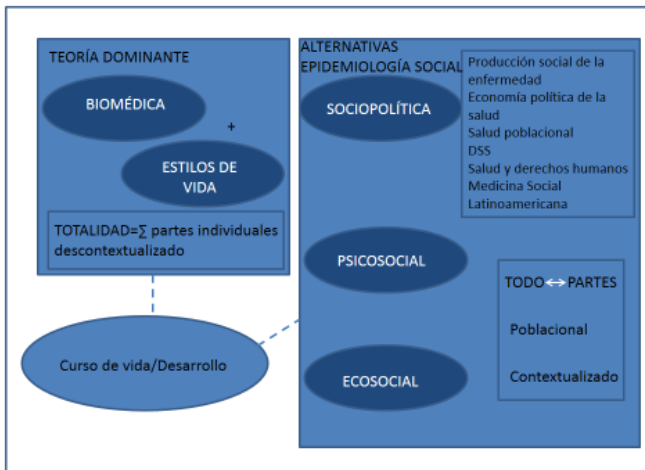 TEORÍA DOMINANTE
BIOMÉDICA
+
ESTILOS DE
VIDA
TOTALIDAD=∑ partes individuales
descontextualizado
Curso de vida/Desarrollo
ALTERNATIVAS
EPIDEMIOLOGÍA SOCIAL
SOCIOPOLÍTICA
Producción social de la
enfermedad
Economía política de la
salud
Salud poblacional
DSS
Salud y derechos humanos
Medicina Social
Latinoamericana
PSICOSOCIAL
TODO↔PARTES
Poblacional
Contextualizado
ECOSOCIAL